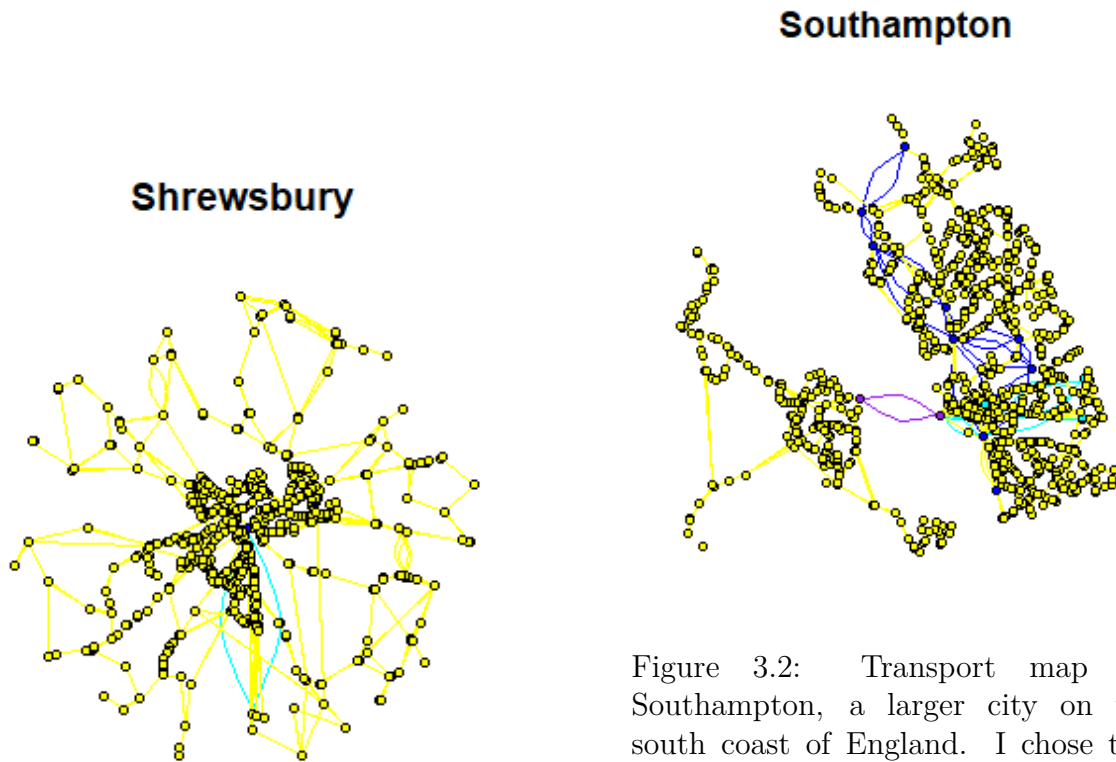 Southampton
Shrewsbury
Figure 3.2: Transport map
Southampton, a larger city on
south coast of England. I chose